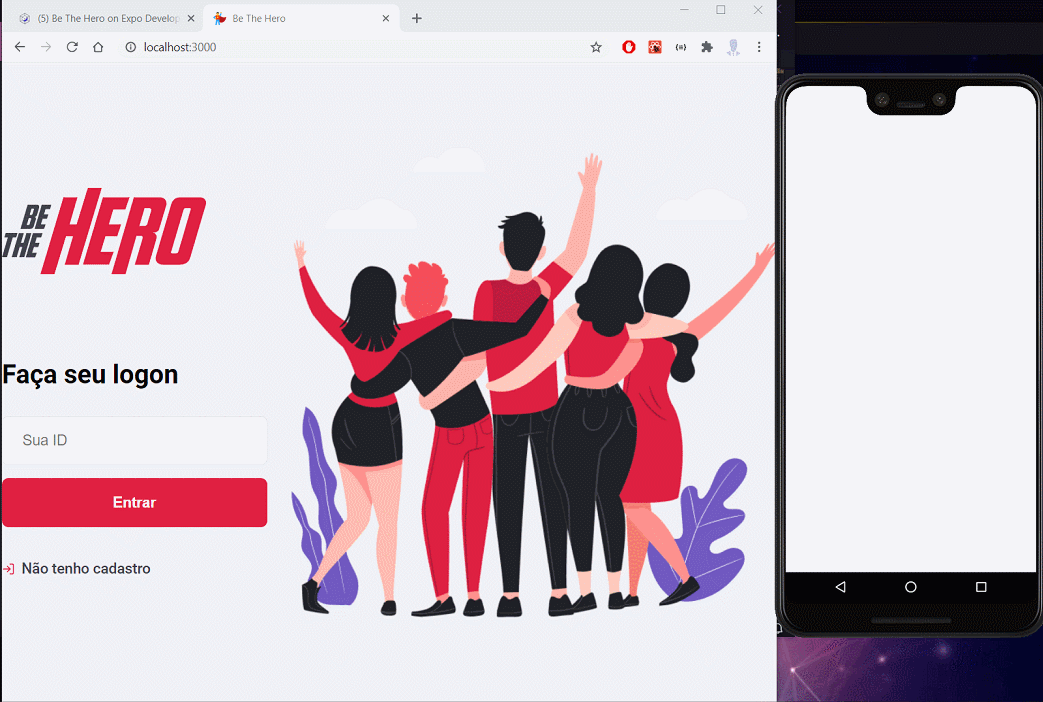 (5) Be The Hero on Expo Develop
Be The Hero
localhost:3000
BE
THE
HERO
Faça seu logon
Sua ID
Entrar
Não tenho cadastro